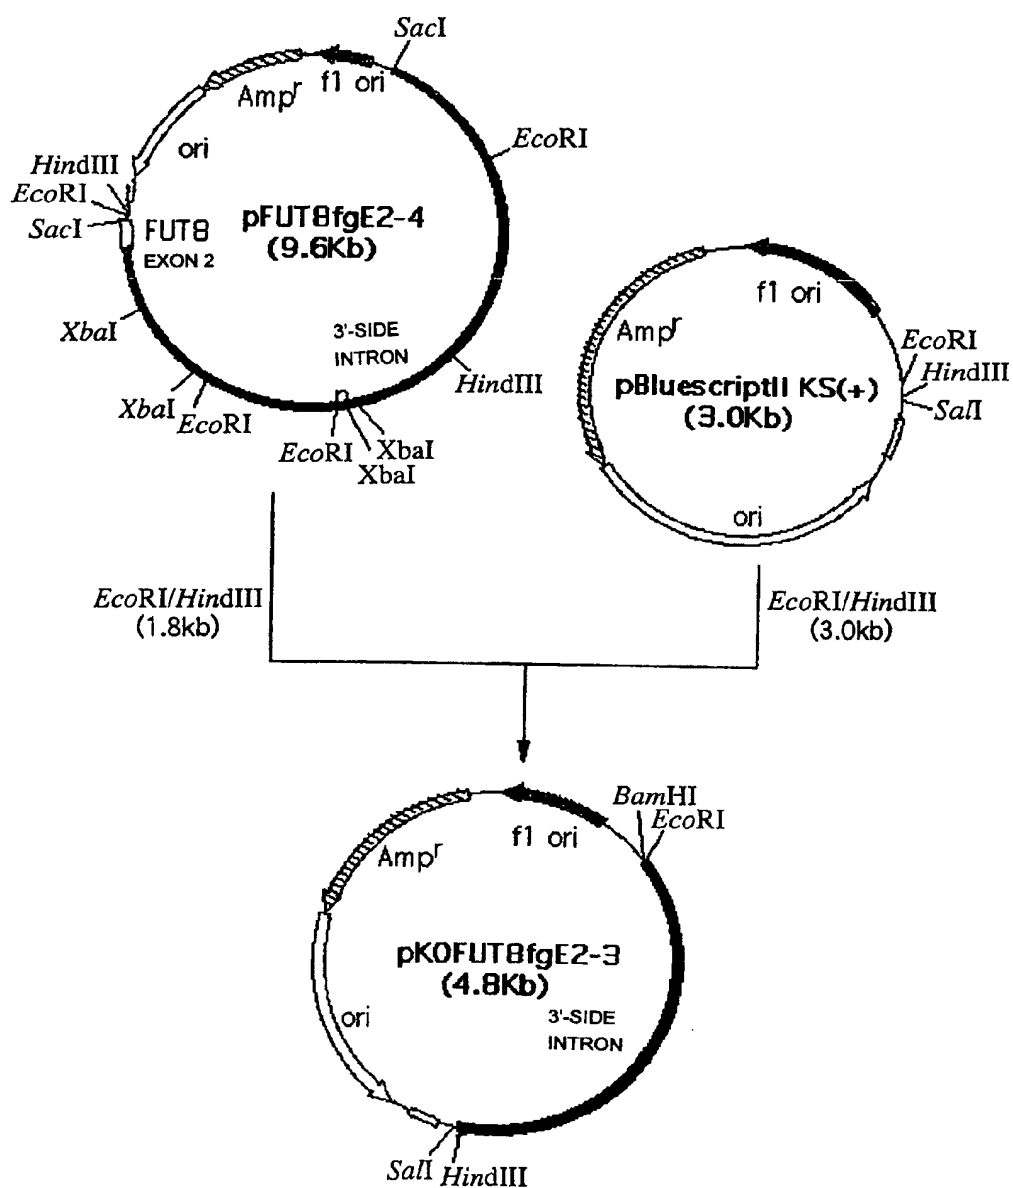 SacI
f1 ori
Ampr
EcoRI
ori
HindIII
EcoRI
SacI
FUT8
EXON 2
pFUT8fgE2-4
(9.6Kb)
XbaI
3'-SIDE
INTRON
HindIII
XbaI
EcoRI
EcoRI
XbaI
XbaI
f1 ori
Ampr
EcoRI
HindIII
SalI
pBluescriptII KS(+)
(3.0Kb)
ori
EcoRI/HindIII
(1.8kb)
EcoRI/HindIII
(3.0kb)
BamHI
EcoRI
f1 ori
Ampr
pKOFUT8fgE2-3
(4.8Kb)
3'-SIDE
INTRON
ori
SalI
HindIII